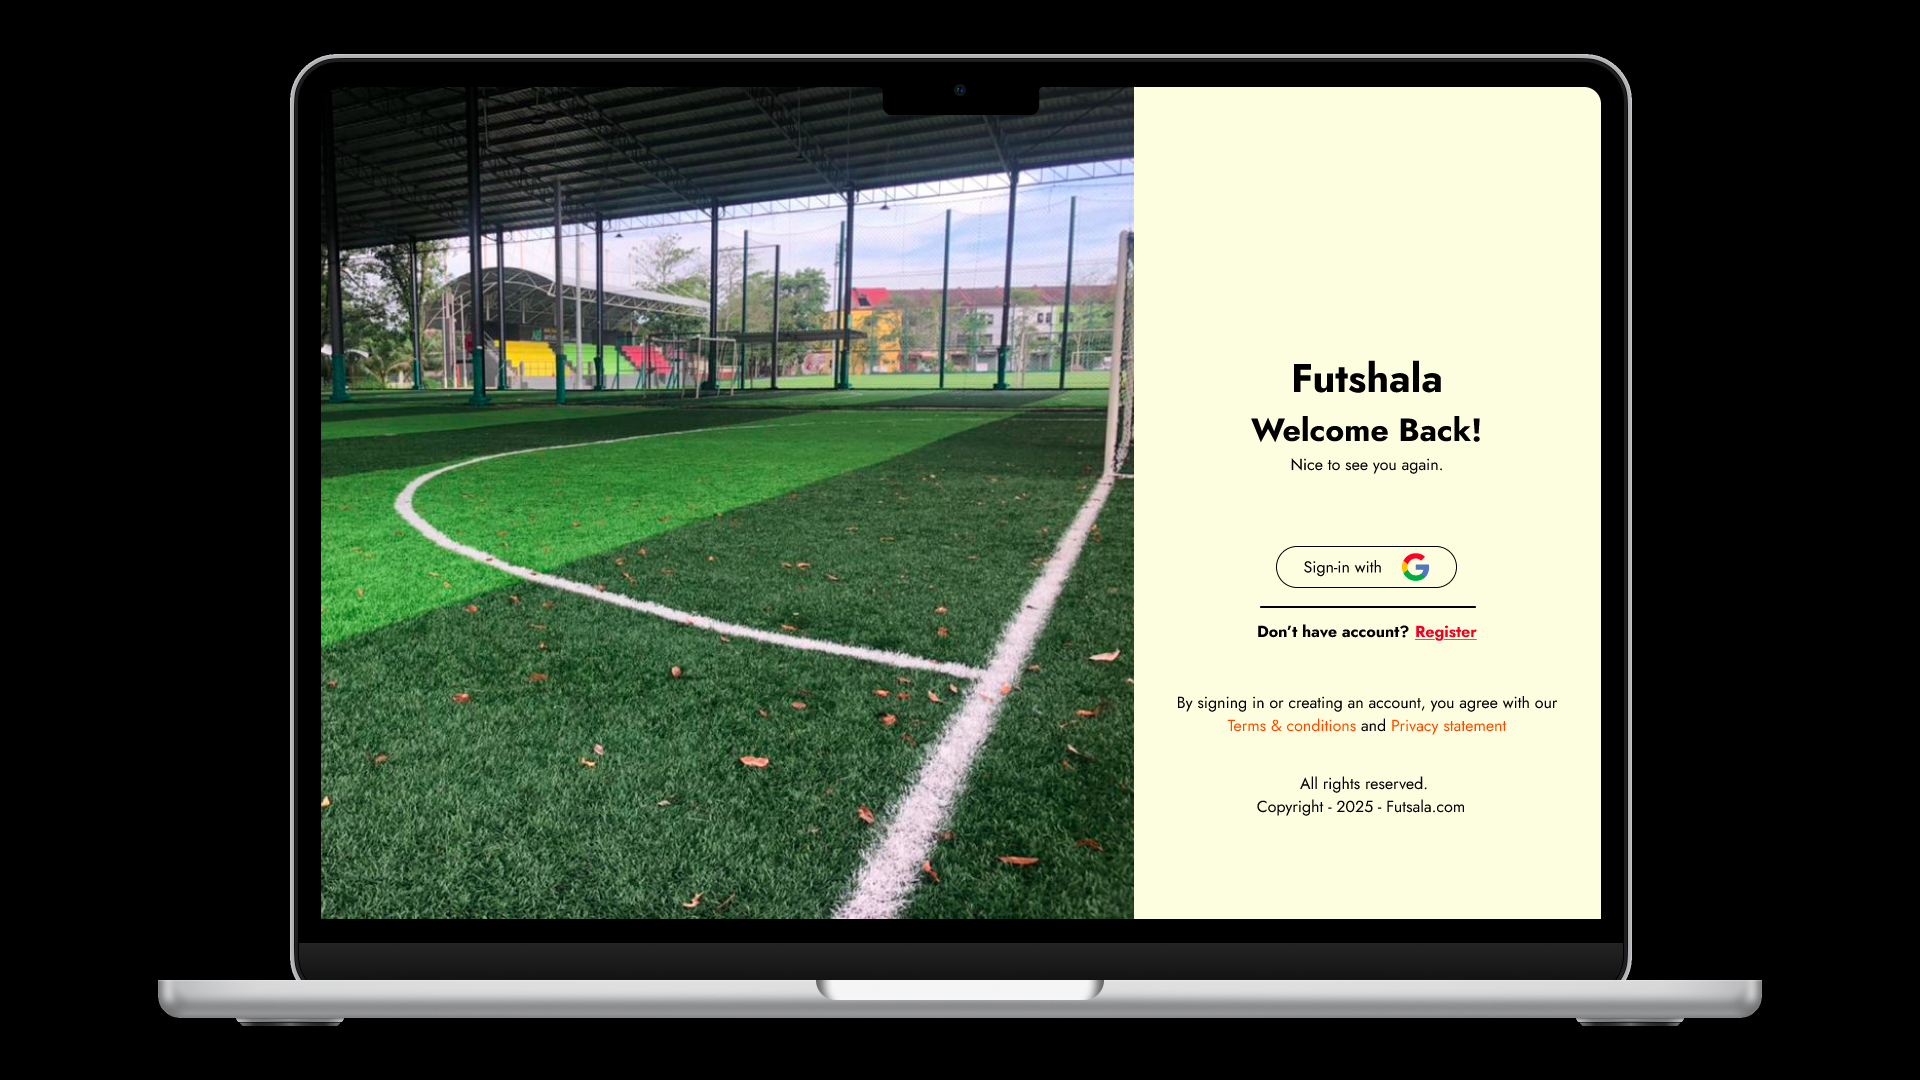 Futshala
Welcome Back!
Nice to see you again.
Sign-in with
Don't have account? Register
By signing in or creating an account, you agree with our
Terms & conditions and Privacy statement
All rights reserved.
Copyright - 2025 - Futsala.com